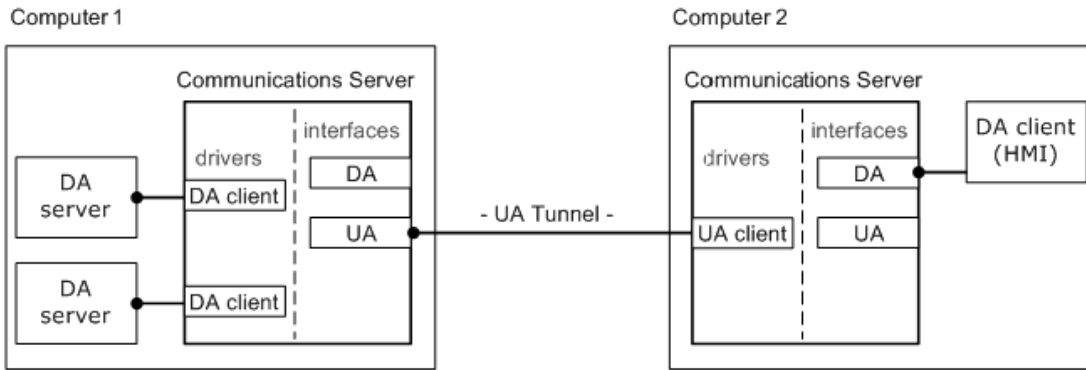 Computer 1
Computer 2
Communications Server
Communications Server
interfaces
drivers
DA
server
DA client
DA
UA
DA
server
DA client
- UA Tunnel -
interfaces
drivers
DA
UA client
UA
DA client
(HMI)